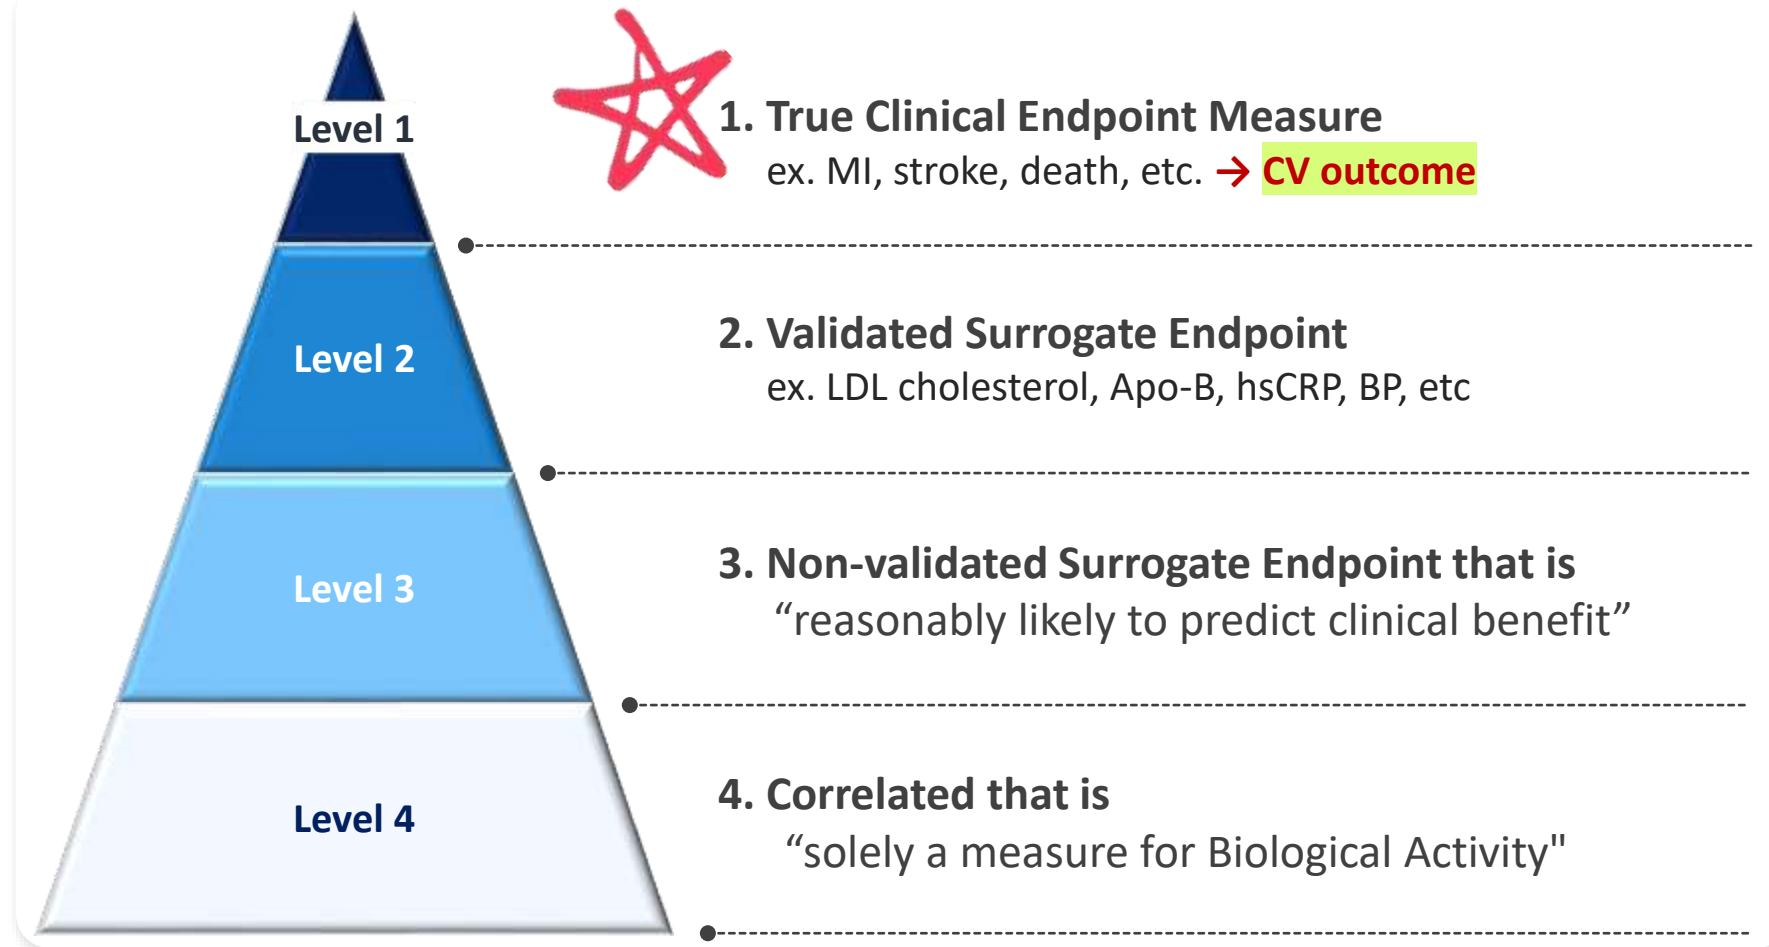 Level 1
1. True Clinical Endpoint Measure
ex. MI, stroke, death, etc. → CV outcome
Level 2
2. Validated Surrogate Endpoint
ex. LDL cholesterol, Apo-B, hsCRP, BP, etc
Level 3
3. Non-validated Surrogate Endpoint that is
“reasonably likely to predict clinical benefit”
Level 4
4. Correlated that is
“solely a measure for Biological Activity"